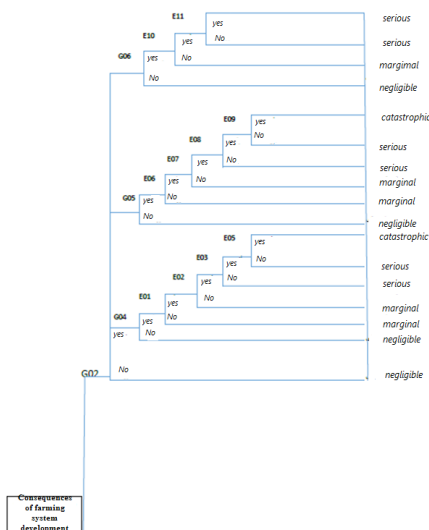 E11
yes
serious
E10
yes
No
serious
G06
yes
No
margimal
No
negligible
E09
yes
catastrophic
E08
yes
No
serious
E07
yes
No
serious
E06
yes
No
marginal
G05
yes
No
marginal
No
negligible
E05
yes
catastrophic
E03
yes
No
serious
E02
yes
No
serious
E01
yes
No
marginal
G04
yes
No
marginal
yes
No
negligible
G02
No
negligible
Consequences
of farming
system
development